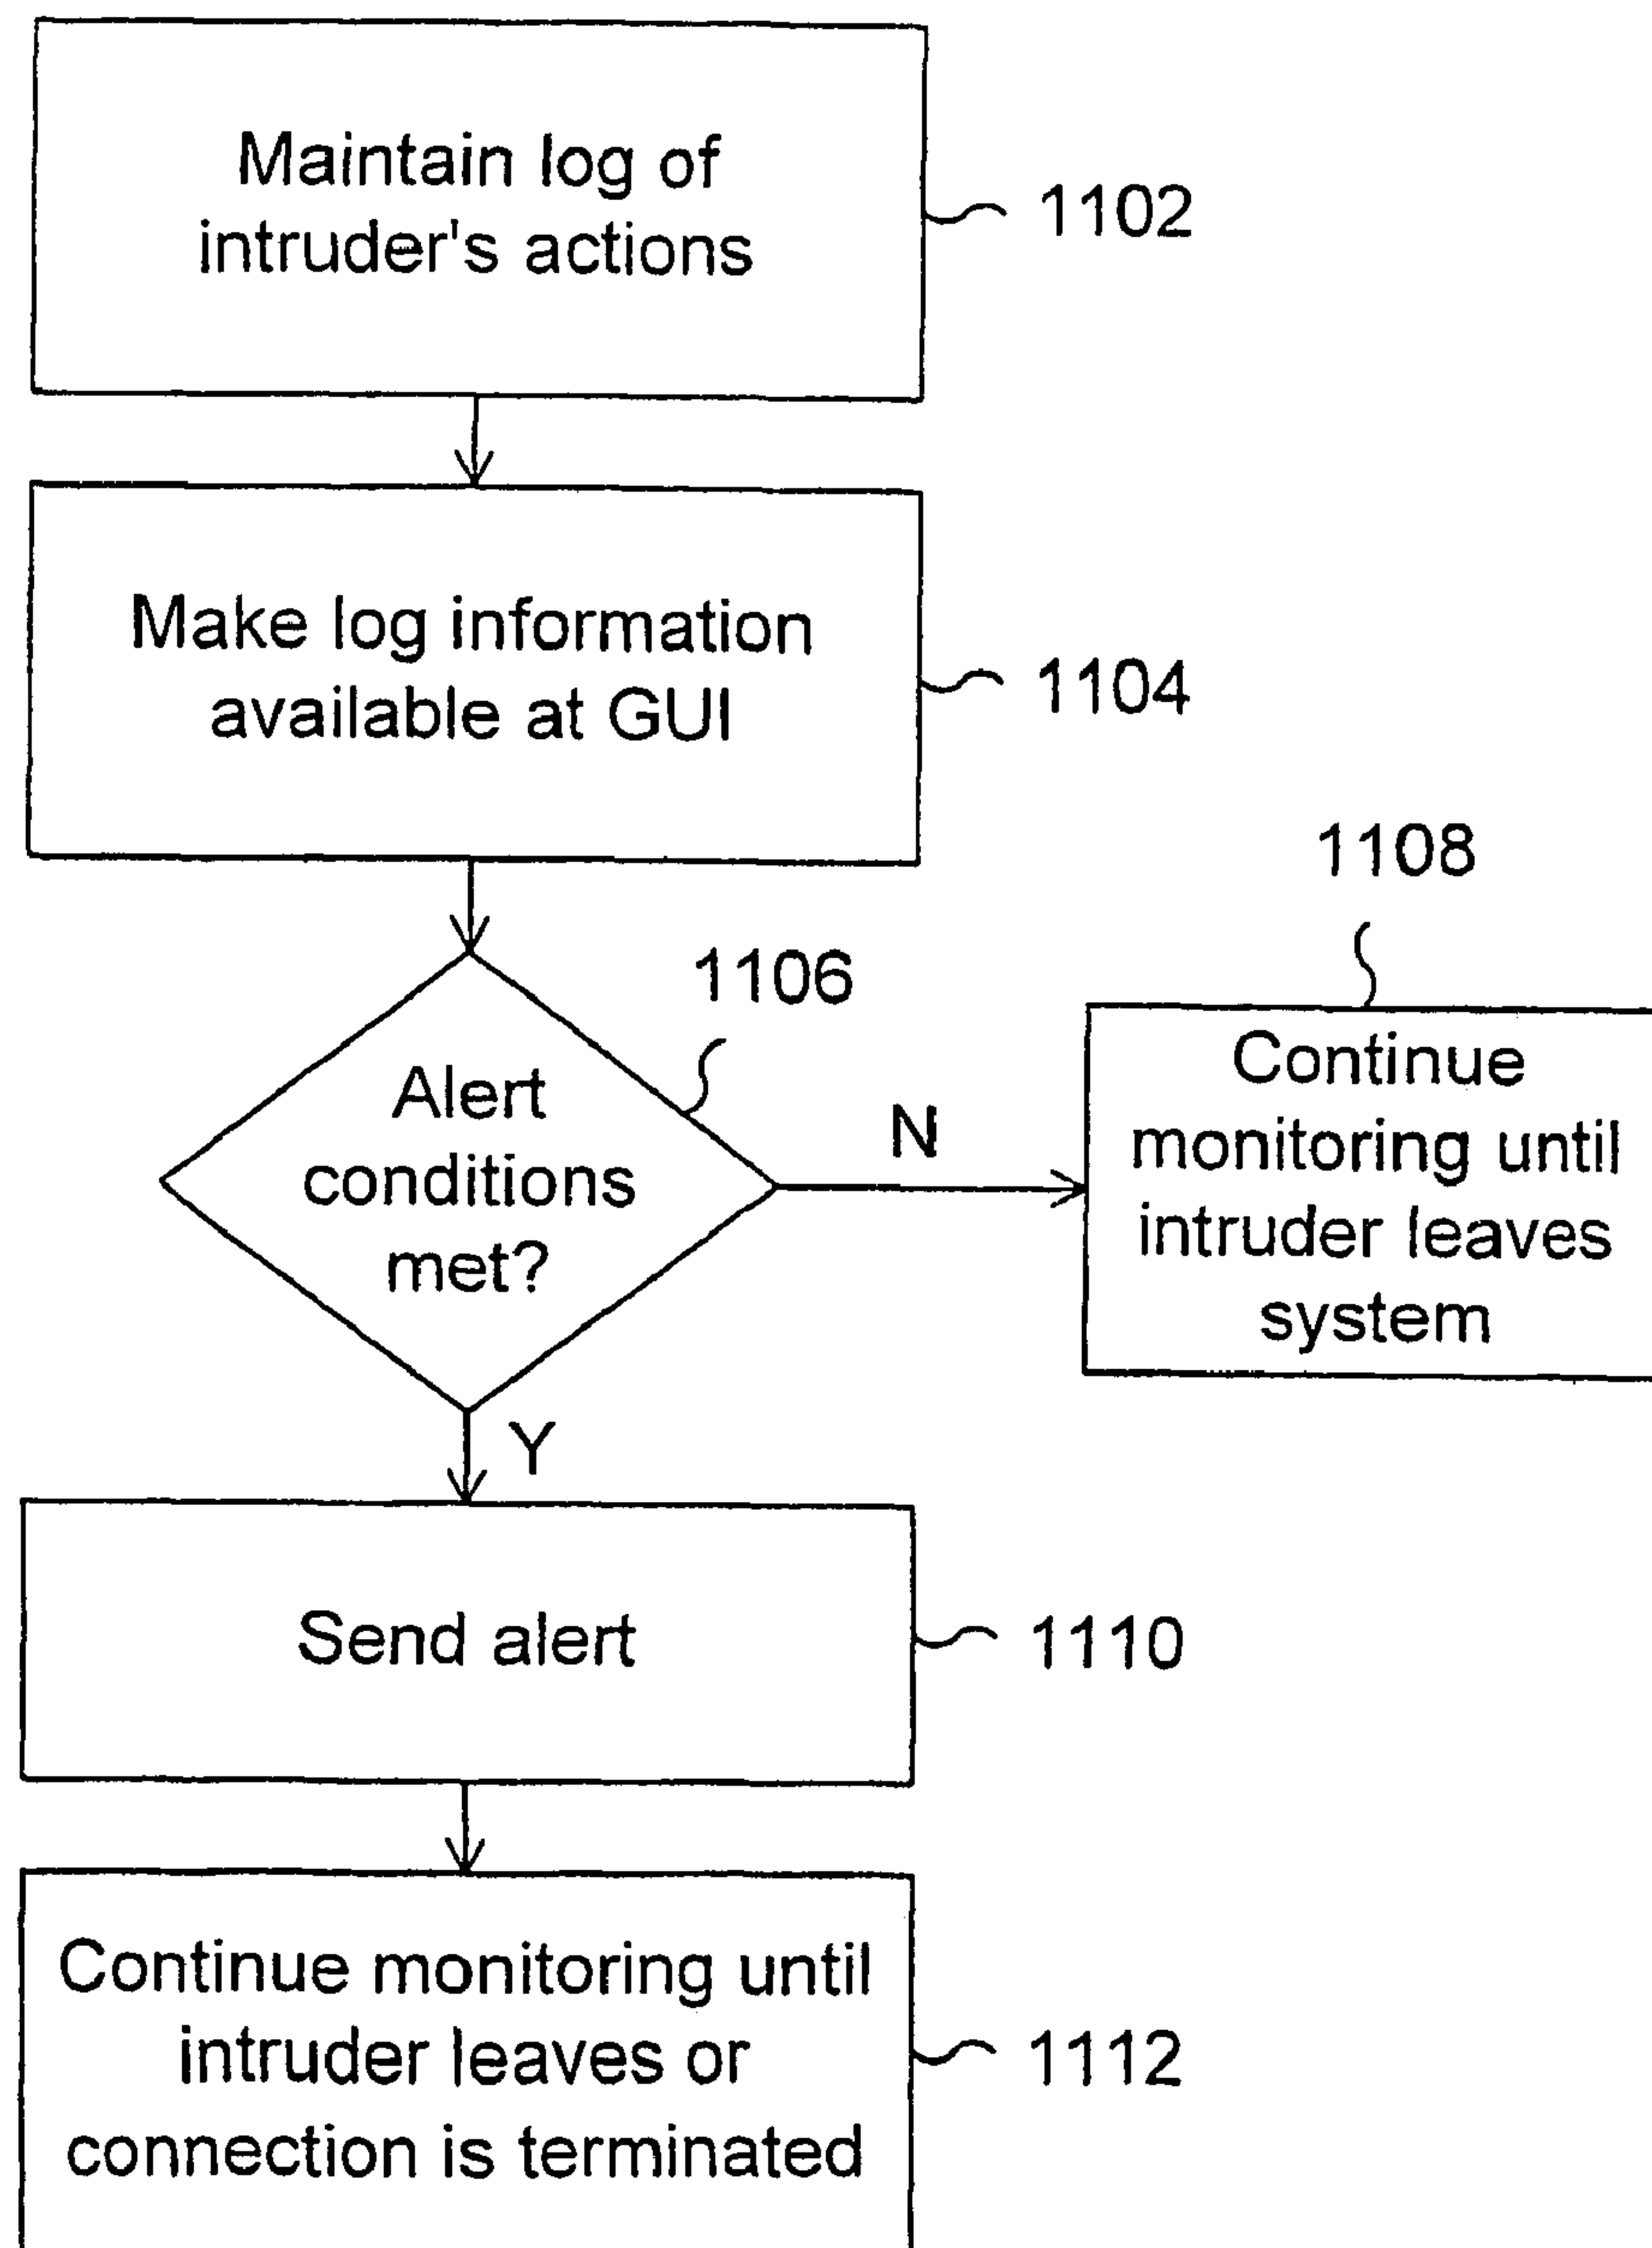 Maintain log of
intruder's actions
1102
Make log information
available at GUI
1104
Alert
conditions
met?
1106
N
Continue
monitoring until
intruder leaves
system
1108
Y
Send alert
1110
Continue monitoring until
intruder leaves or
connection is terminated
1112